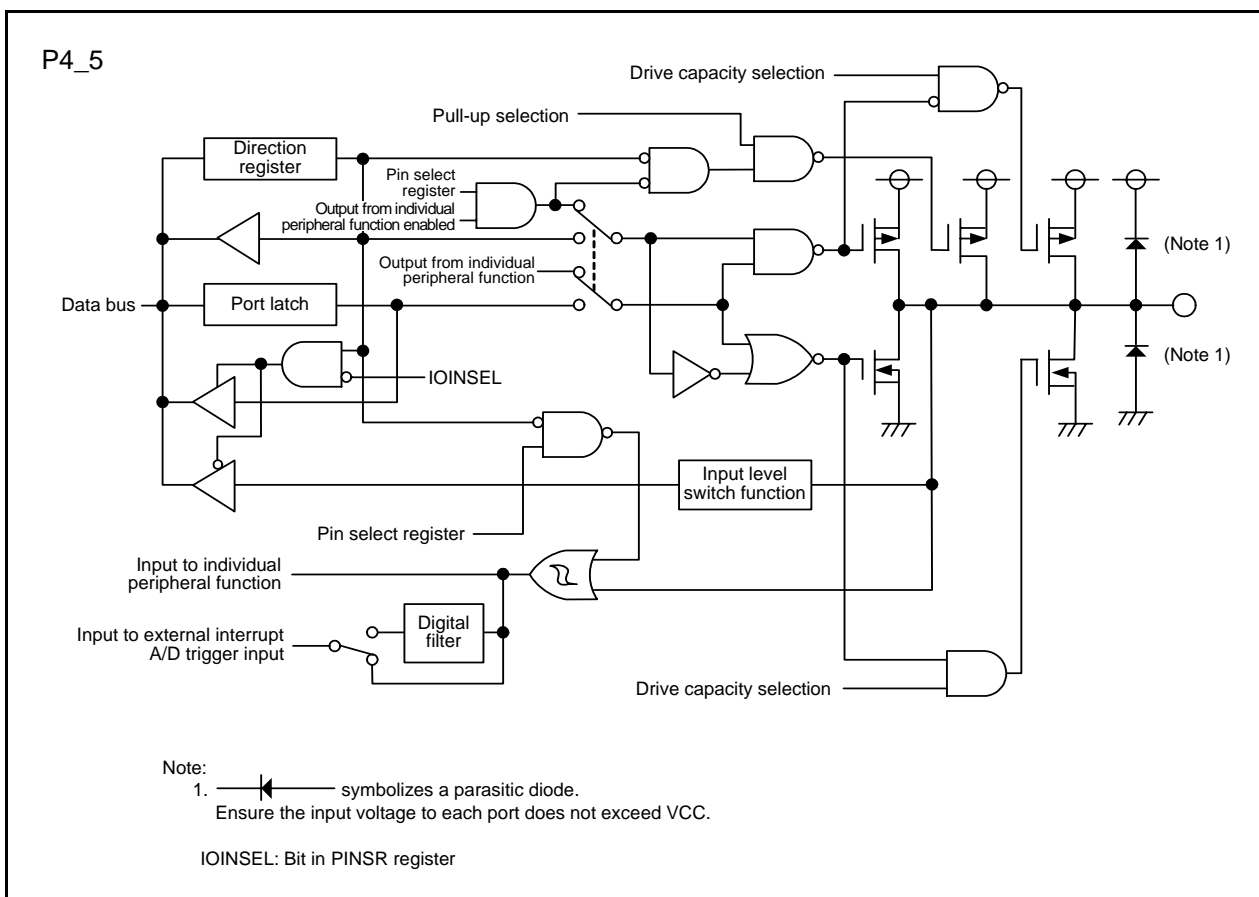 P4_5
Drive capacity selection
Pull-up selection
Direction
register
Pin select
register
Output from individual
peripheral function enabled
(Note 1)
Output from individual
peripheral function
Data bus
Port latch
(Note 1)
IOINSEL
Input level
switch function
Pin select register
Input to individual
peripheral function
Digital
filter
Input to external interrupt
A/D trigger input
Drive capacity selection
Note:
1. symbolizes a parasitic diode.
Ensure the input voltage to each port does not exceed VCC.
IOINSEL: Bit in PINSR register